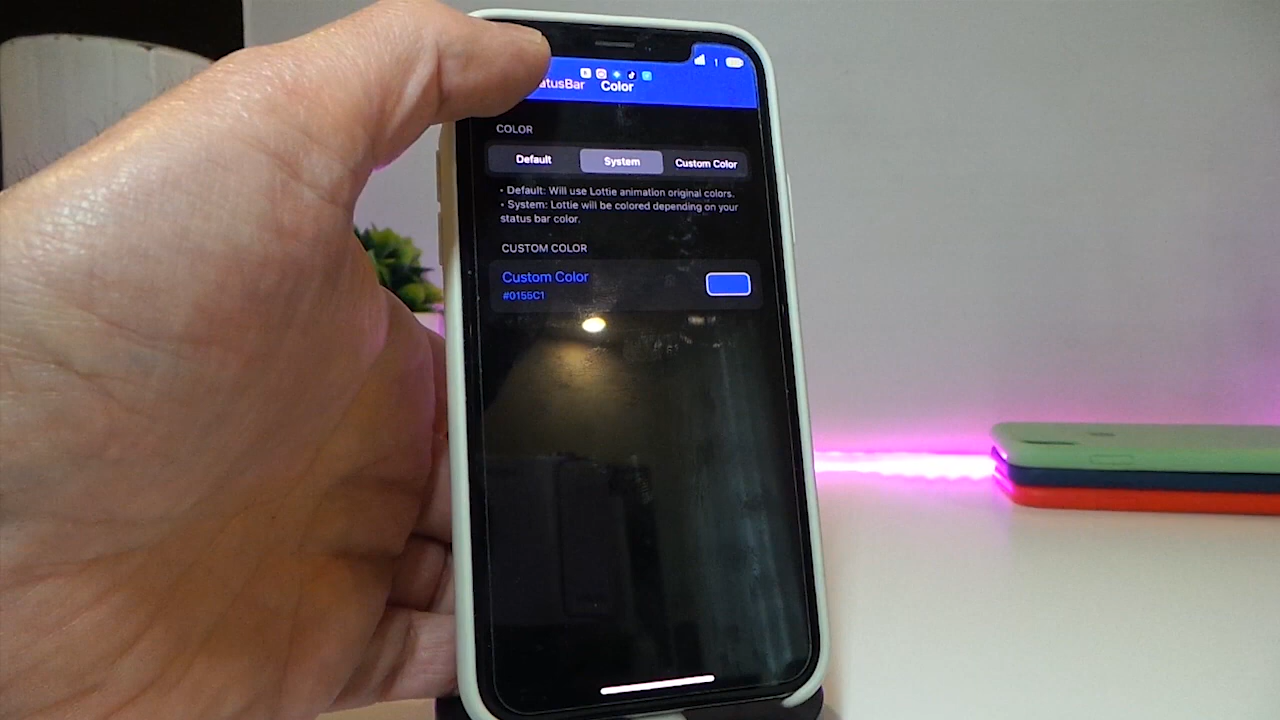 atusBar Color
COLOR
Default System Custom Color
• Default: Will use Lottie animation original colors.
• System: Lottie will be colored depending on your
status bar color.
CUSTOM COLOR
Custom Color
#0155C1